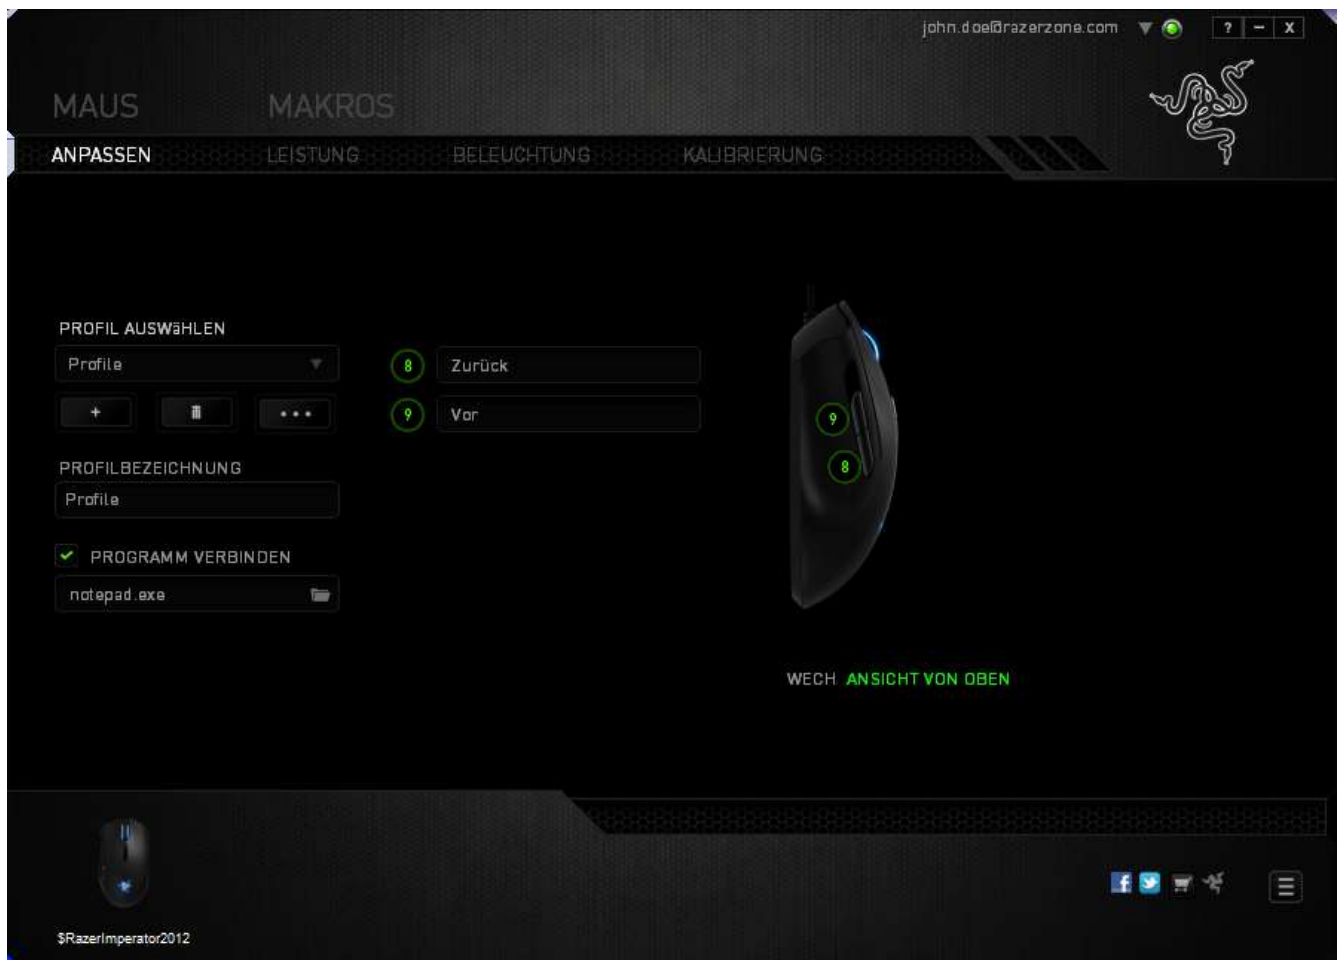 john.doe@razerzone.com
? – X
MAUS MAKROS
ANPASSEN LEISTUNG BELEUCHTUNG KALIBRIERUNG
PROFIL AUSWäHLEN
Profile
8 Zurück
+ •••
9 Vor
9
8
PROFILBEZEICHNUNG
Profile
PROGRAMM VERBINDEN
notepad.exe
WECH ANSICHT VON OBEN
$RazerImperator2012